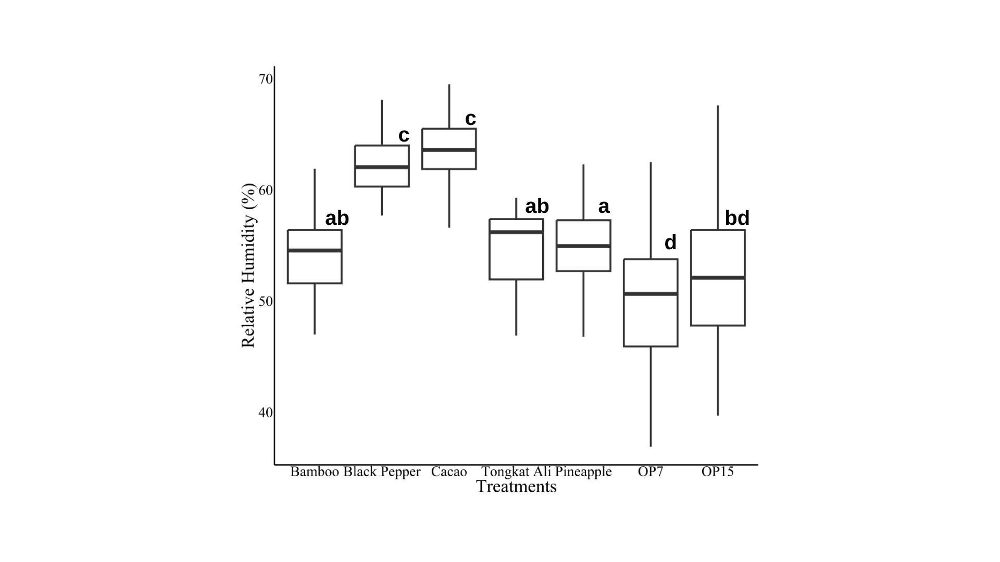 70
60
50
40
Relative Humidity (%)
ab
c
c
ab
a
d
bd
Bamboo Black Pepper Cacao Tongkat Ali Pineapple OP7 OP15
Treatments